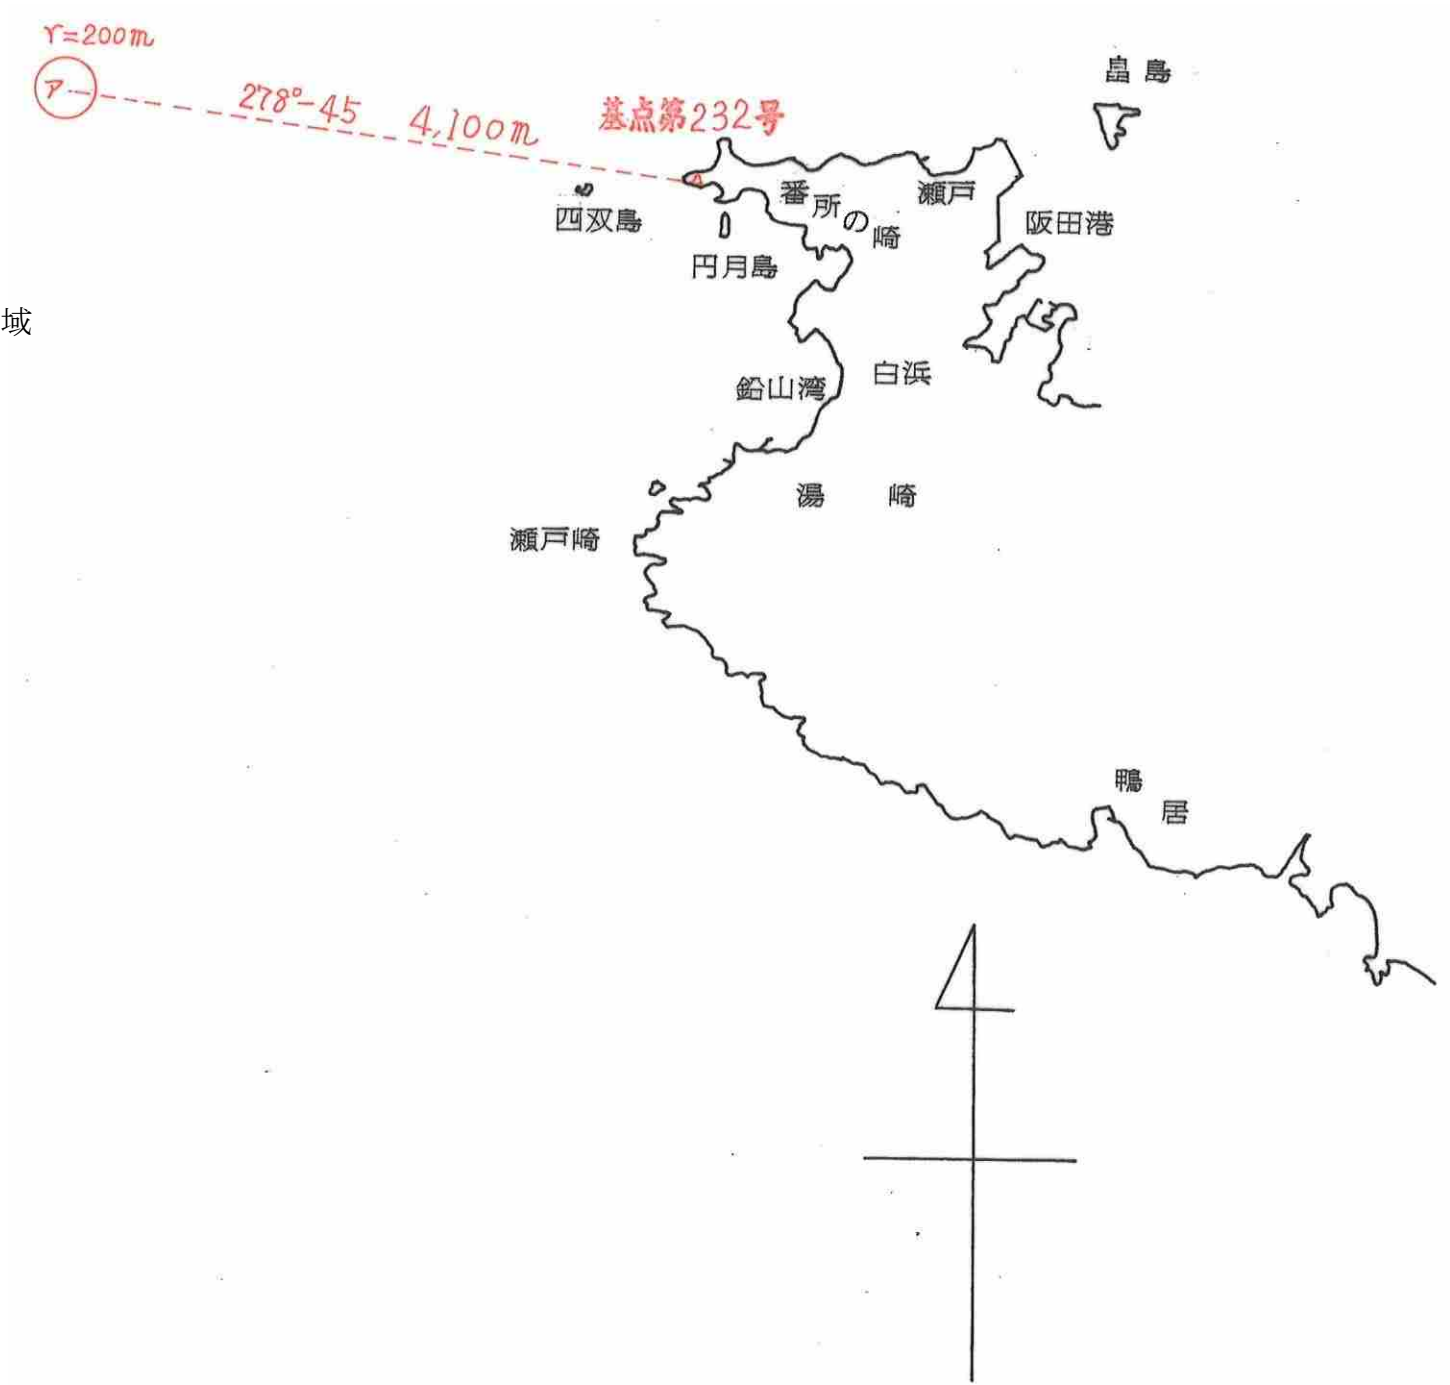 r=200m
ア
278°-45 4,100m
基点第232号
畠島
番所の崎
瀬戸
阪田港
四双島
円月島
域
白浜
鉛山湾
湯崎
瀬戸崎
鴨居